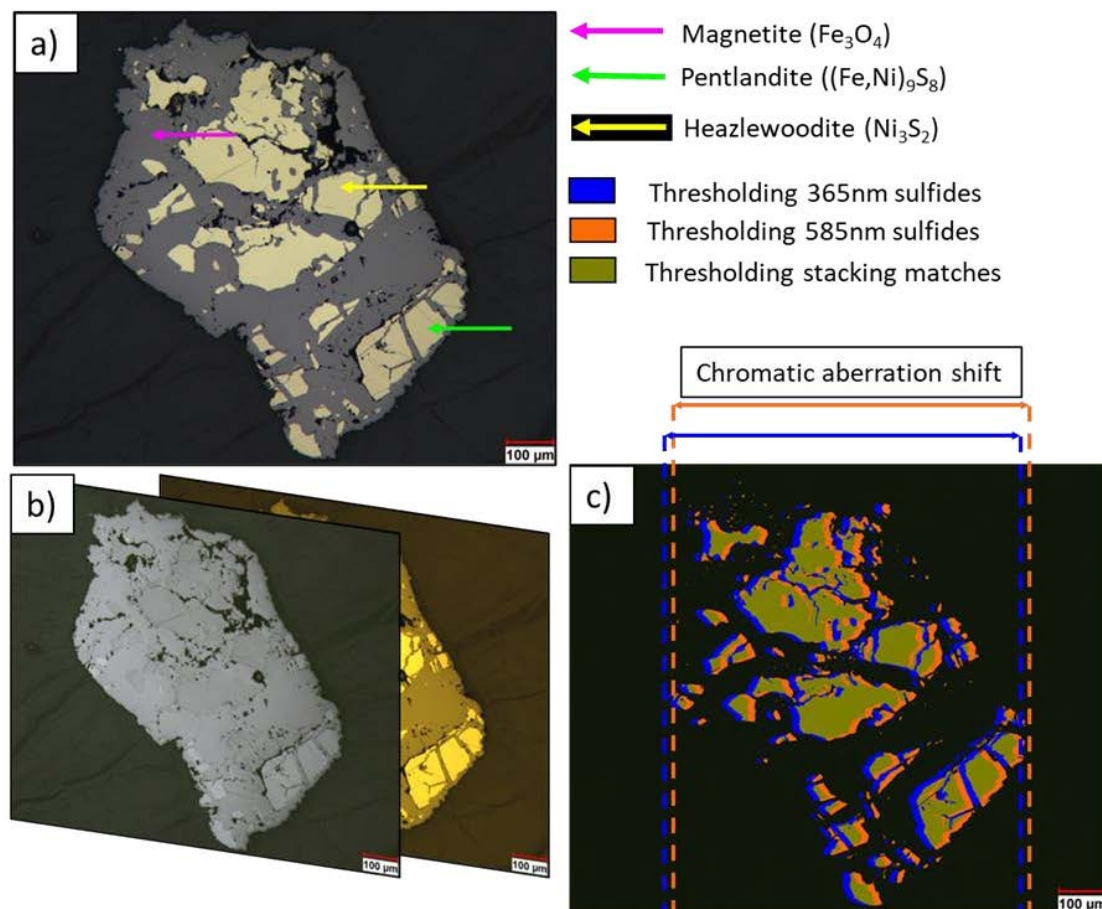 a)
Magnetite (Fe₃O₄)
Pentlandite ((Fe,Ni)₉S₈)
Heazlewoodite (Ni₃S₂)
Thresholding 365nm sulfides
Thresholding 585nm sulfides
Thresholding stacking matches
100 µm
Chromatic aberration shift
b)
100 µm
100 µm
c)
100 µm